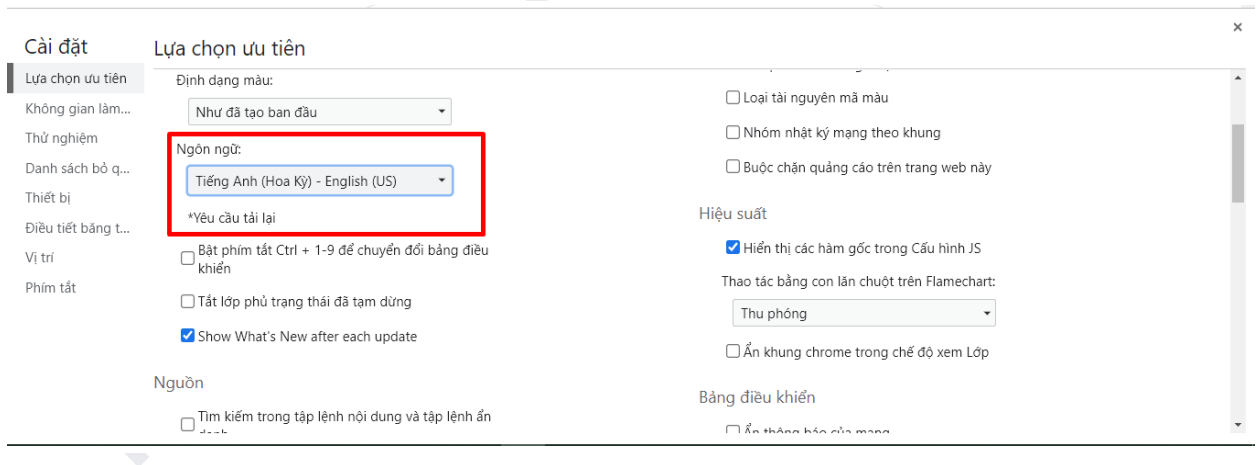 Cài đặt
Lựa chọn ưu tiên
Không gian làm...
Thử nghiệm
Danh sách bỏ q...
Thiết bị
Điều tiết băng t...
Vị trí
Phím tắt
Lựa chọn ưu tiên
Định dạng màu:
Như đã tạo ban đầu
Ngôn ngữ:
Tiếng Anh (Hoa Kỳ) - English (US)
*Yêu cầu tải lại
Bật phím tắt Ctrl + 1-9 để chuyển đổi bảng điều
khiển
Tắt lớp phủ trạng thái đã tạm dừng
Show What's New after each update
Nguồn
Tìm kiếm trong tập lệnh nội dung và tập lệnh ẩn
Loại tài nguyên mã màu
Nhóm nhật ký mạng theo khung
Buộc chặn quảng cáo trên trang web này
Hiệu suất
Hiển thị các hàm gốc trong Cấu hình JS
Thao tác bằng con lăn chuột trên Flamechart:
Thu phóng
Ẩn khung chrome trong chế độ xem Lớp
Bảng điều khiển
Ẩn thông báo của mạng